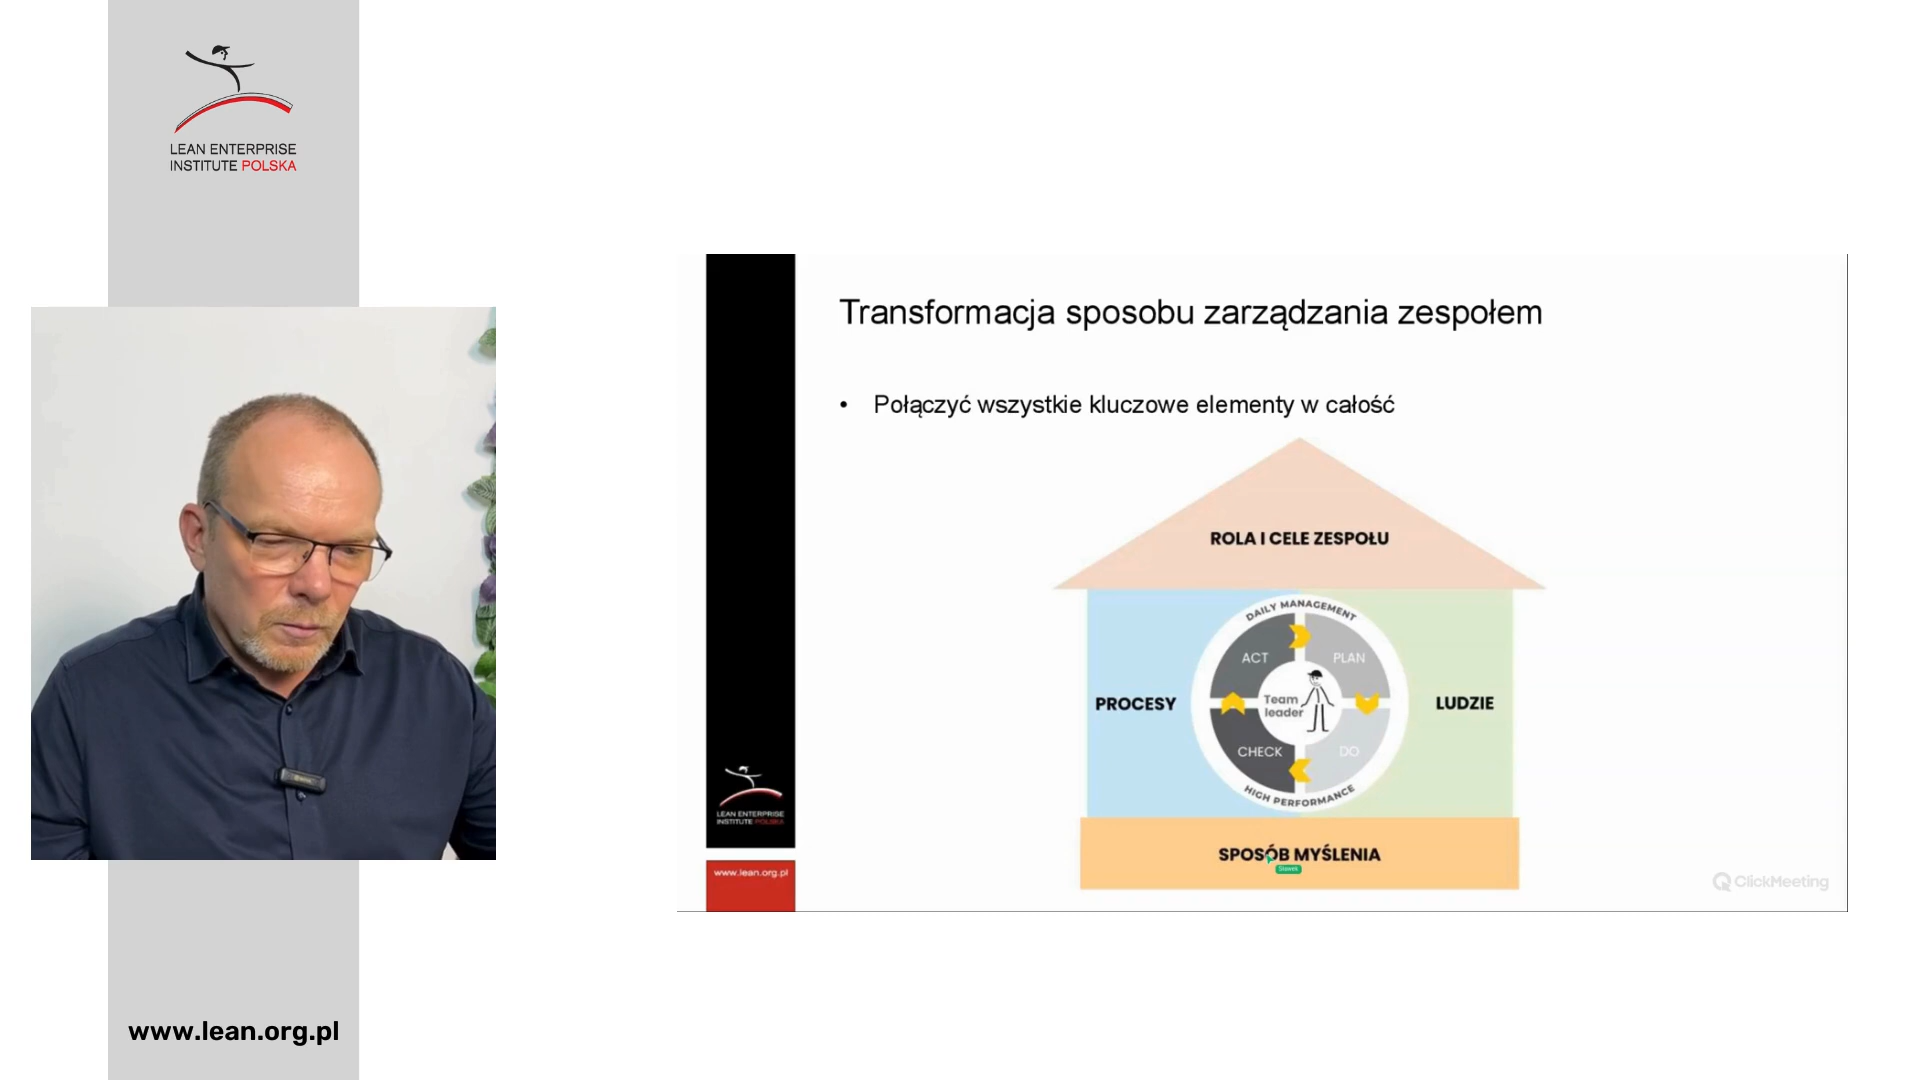 LEAN ENTERPRISE
INSTITUTE POLSKA
Transformacja sposobu zarządzania zespołem
• Połączyć wszystkie kluczowe elementy w całość
ROLA I CELE ZESPOŁU
DAILY MANAGEMENT
ACT
PLAN
PROCESY
Team
leader
LUDZIE
CHECK
DO
HIGH PERFORMANCE
SPOSÓB MYŚLENIA
LEAN ENTERPRISE
INSTITUTE POLSKA
www.lean.org.pl
ClickMeeting
www.lean.org.pl